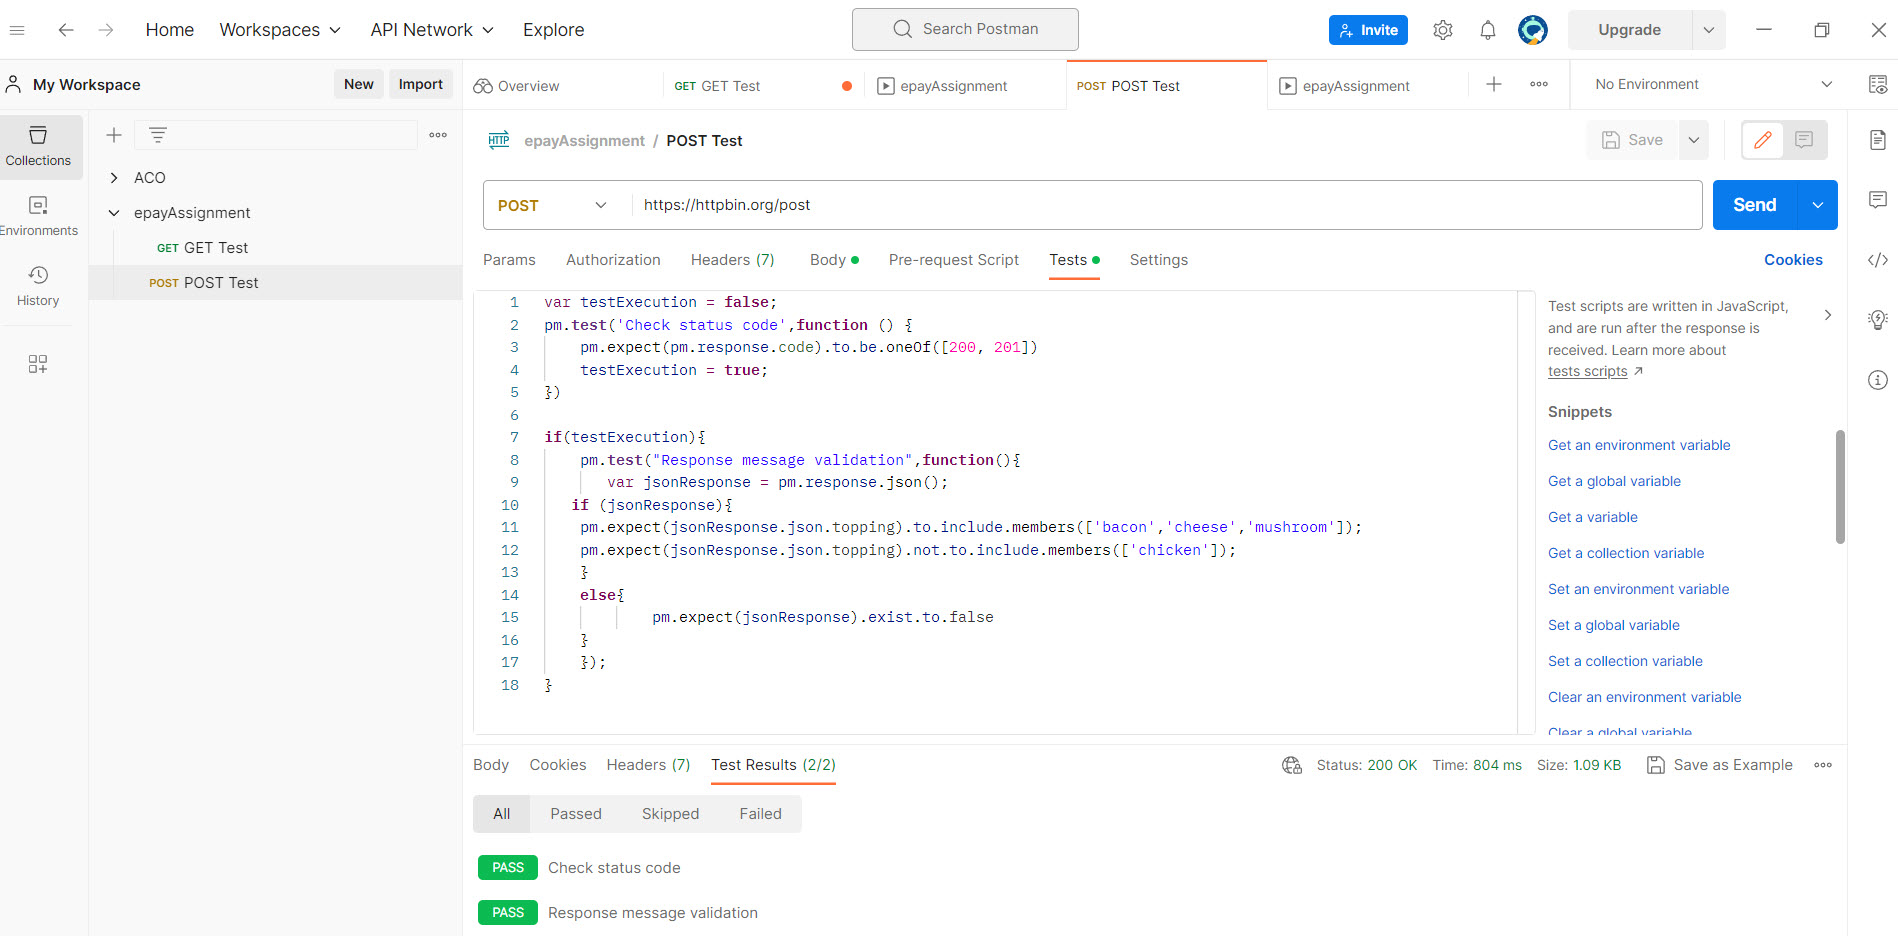 Home Workspaces API Network Explore Search Postman Invite Upgrade
My Workspace New Import Overview GET GET Test epayAssignment POST POST Test epayAssignment No Environment
Collections
Environments
History
ACO
epayAssignment
GET GET Test
POST POST Test
HTTP epayAssignment / POST Test Save
POST https://httpbin.org/post Send
Params Authorization Headers (7) Body Pre-request Script Tests Settings Cookies
1 var testExecution = false;
2 pm.test('Check status code',function () {
3 pm.expect(pm.response.code).to.be.oneOf([200, 201])
4 testExecution = true;
5 })
6
7 if(testExecution){
8 pm.test("Response message validation",function(){
9 var jsonResponse = pm.response.json();
10 if (jsonResponse){
11 pm.expect(jsonResponse.json.topping).to.include.members(['bacon','cheese','mushroom']);
12 pm.expect(jsonResponse.json.topping).not.to.include.members(['chicken']);
13 }
14 else{
15 pm.expect(jsonResponse).exist.to.false
16 }
17 });
18 }
Test scripts are written in JavaScript,
and are run after the response is
received. Learn more about
tests scripts ↗
Snippets
Get an environment variable
Get a global variable
Get a variable
Get a collection variable
Set an environment variable
Set a global variable
Set a collection variable
Clear an environment variable
Clear a global variable
Body Cookies Headers (7) Test Results (2/2) Status: 200 OK Time: 804 ms Size: 1.09 KB Save as Example
All Passed Skipped Failed
PASS Check status code
PASS Response message validation